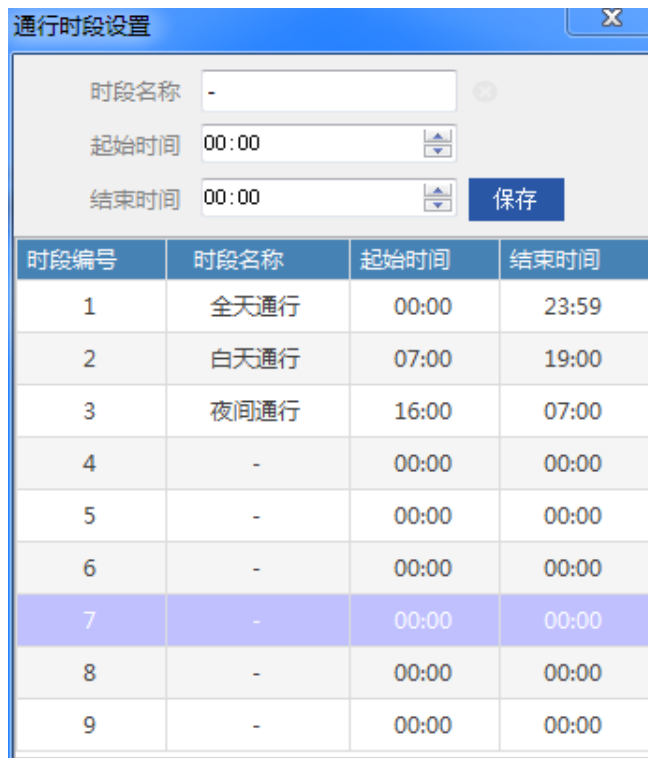 通行时段设置
时段名称 -
起始时间 00:00
结束时间 00:00 保存
时段编号 时段名称 起始时间 结束时间
1 全天通行 00:00 23:59
2 白天通行 07:00 19:00
3 夜间通行 16:00 07:00
4 - 00:00 00:00
5 - 00:00 00:00
6 - 00:00 00:00
7 - 00:00 00:00
8 - 00:00 00:00
9 - 00:00 00:00